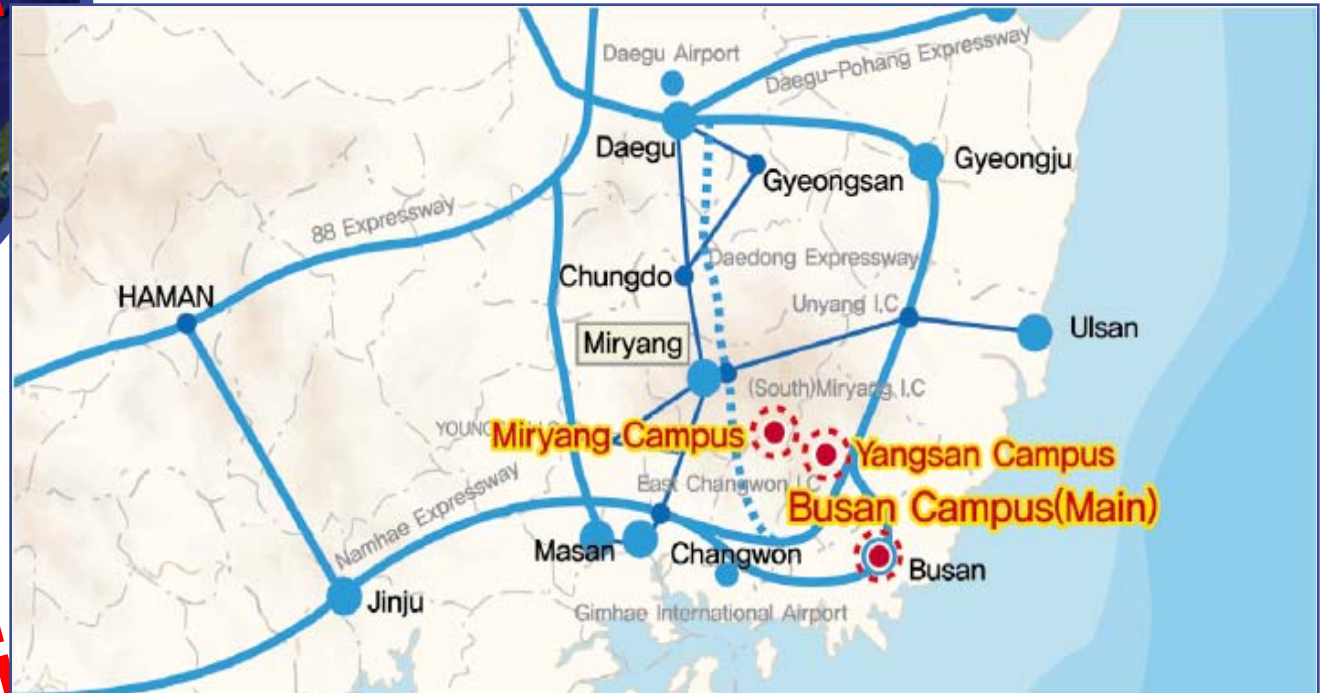 Daegu Airport
Daegu-Pohang Expressway
Daegu
Gyeongju
Gyeongsan
88 Expressway
Daedong Expressway
Chungdo
HAMAN
Unyang I.C
Ulsan
Miryang
(South)Miryang I.C
Miryang Campus
Yangsan Campus
East Changwon I.C
Namhae Expressway
Busan Campus(Main)
Masan
Changwon
Busan
Jinju
Gimhae International Airport